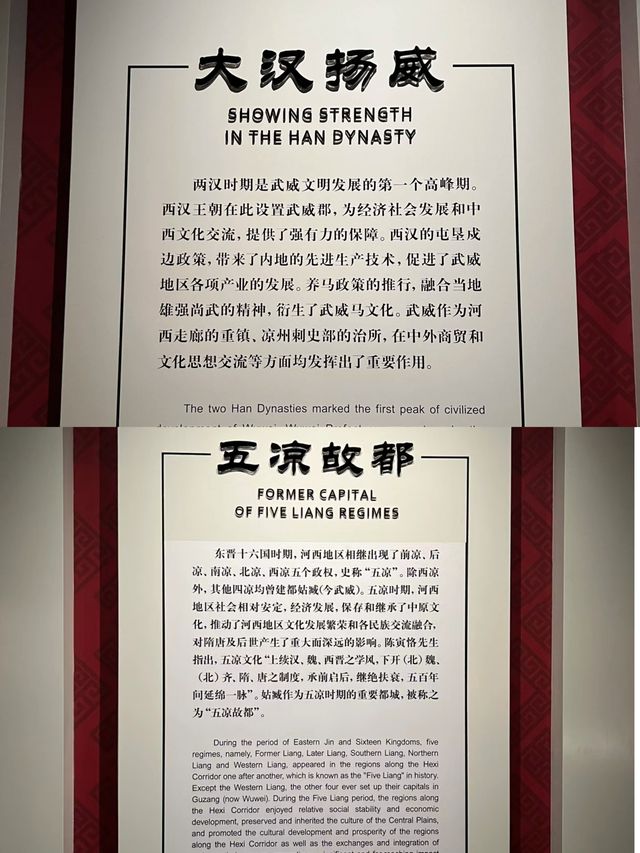 大汉扬威
SHOWING STRENGTH
IN THE HAN DYNASTY
两汉时期是武威文明发展的第一个高峰期。
西汉王朝在此设置武威郡，为经济社会发展和中
西文化交流，提供了强有力的保障。西汉的屯垦戍
边政策，带来了内地的先进生产技术，促进了武威
地区各项产业的发展。养马政策的推行，融合当地
雄强尚武的精神，衍生了武威马文化。武威作为河
西走廊的重镇、凉州刺史部的治所，在中外商贸和
文化思想交流等方面均发挥出了重要作用。
The two Han Dynasties marked the first peak of civilized
五凉故都
FORMER CAPITAL
OF FIVE LIANG REGIMES
东晋十六国时期，河西地区相继出现了前凉、后
凉、南凉、北凉、西凉五个政权，史称“五凉”。除西凉
外，其他四凉均曾建都姑臧（今武威）。五凉时期，河西
地区社会相对安定，经济发展，保存和继承了中原文
化，推动了河西地区文化发展繁荣和各民族交流融合，
对隋唐及后世产生了重大而深远的影响。陈寅恪先生
指出，五凉文化“上续汉、魏、西晋之学风，下开（北）魏、
（北）齐、隋、唐之制度，承前启后，继绝扶衰，五百年
间延绵一脉”。姑臧作为五凉时期的重要都城，被称之
为“五凉故都”。
During the period of Eastern Jin and Sixteen Kingdoms, five
regimes, namely, Former Liang, Later Liang, Southern Liang, Northern
Liang and Western Liang, appeared in the regions along the Hexi
Corridor one after another, which is known as the "Five Liang" in history.
Except the Western Liang, the other four ever set up their capitals in
Guzang (now Wuwei). During the Five Liang period, the regions along
the Hexi Corridor enjoyed relative social stability and economic
development, preserved and inherited the culture of the Central Plains,
and promoted the cultural development and prosperity of the regions
along the Hexi Corridor as well as the exchanges and integration of